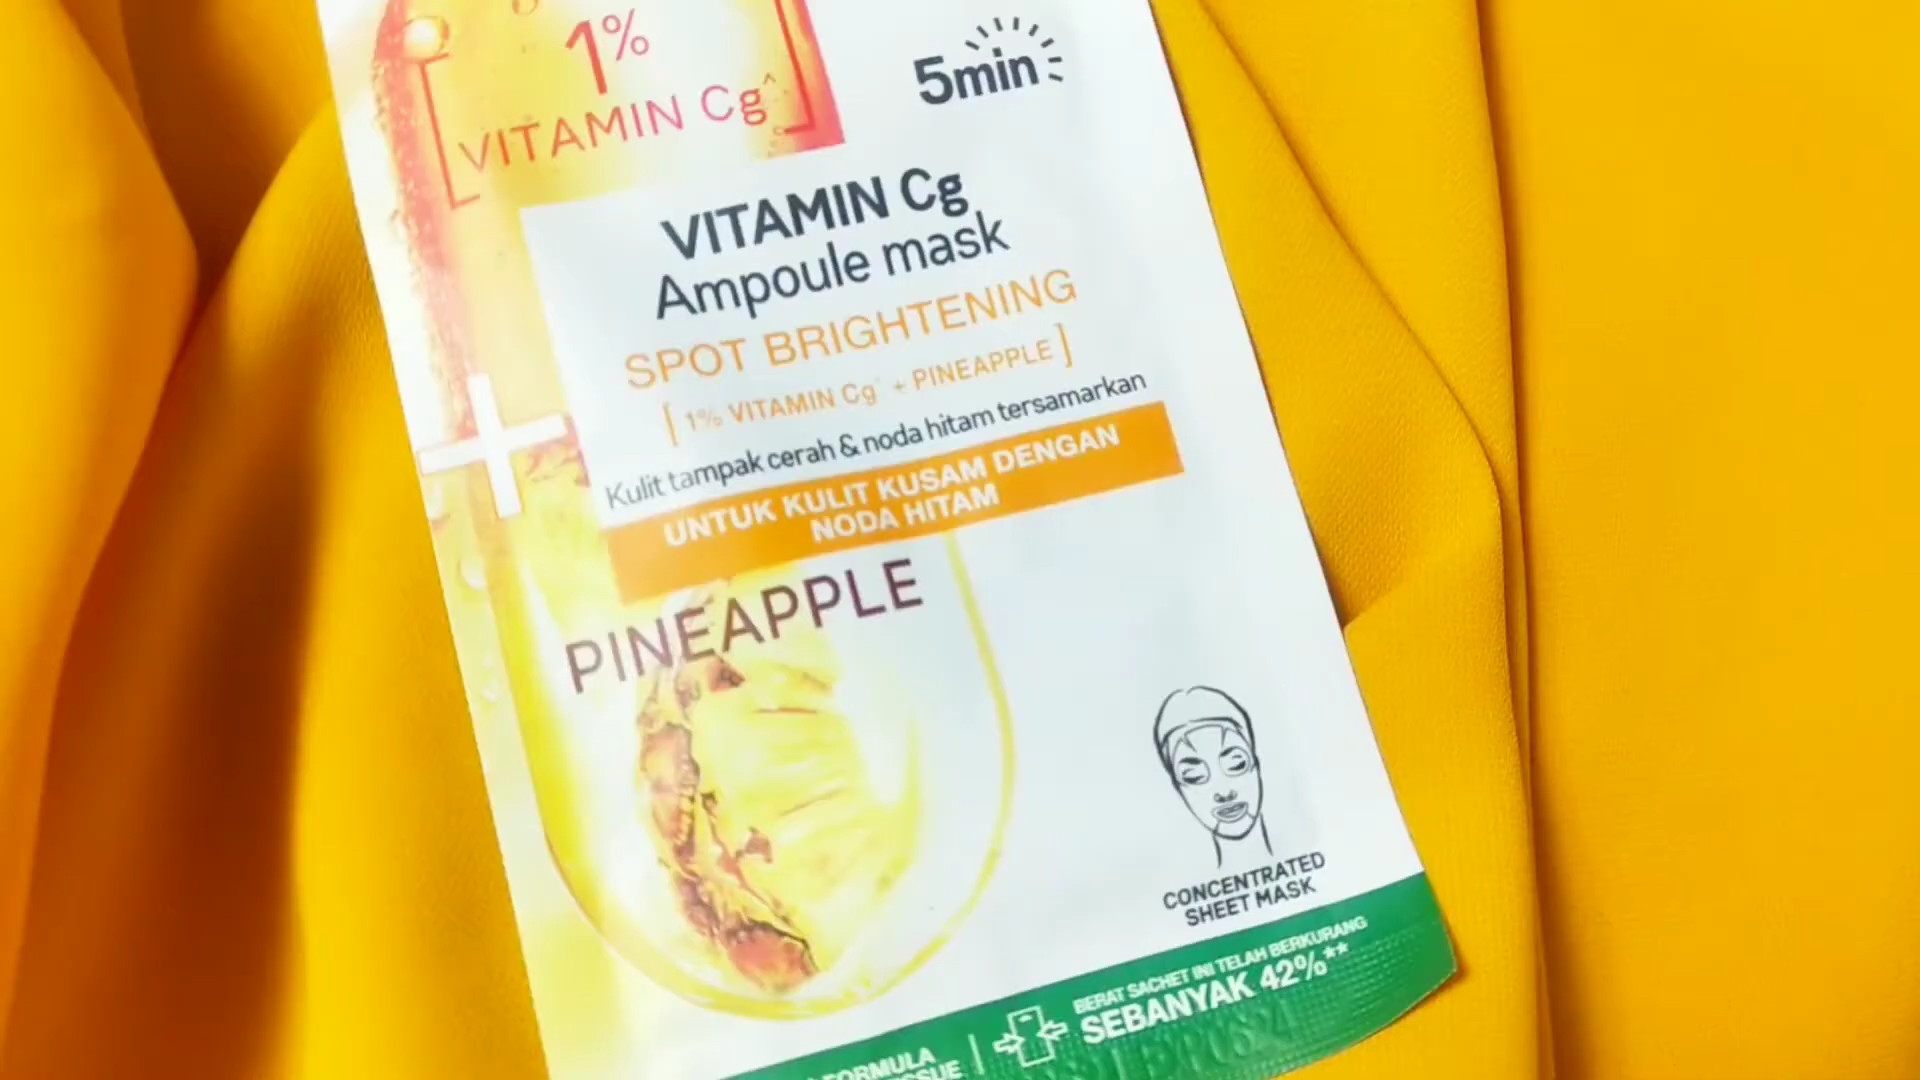 1%
VITAMIN Cg^
5min
VITAMIN Cg
Ampoule mask
SPOT BRIGHTENING
[ 1% VITAMIN Cg^ + PINEAPPLE ]
Kulit tampak cerah & noda hitam tersamarkan
UNTUK KULIT KUSAM DENGAN
NODA HITAM
PINEAPPLE
CONCENTRATED
SHEET MASK
BERAT SACHET INI TELAH BERKURANG
SEBANYAK 42%**
FORMULA